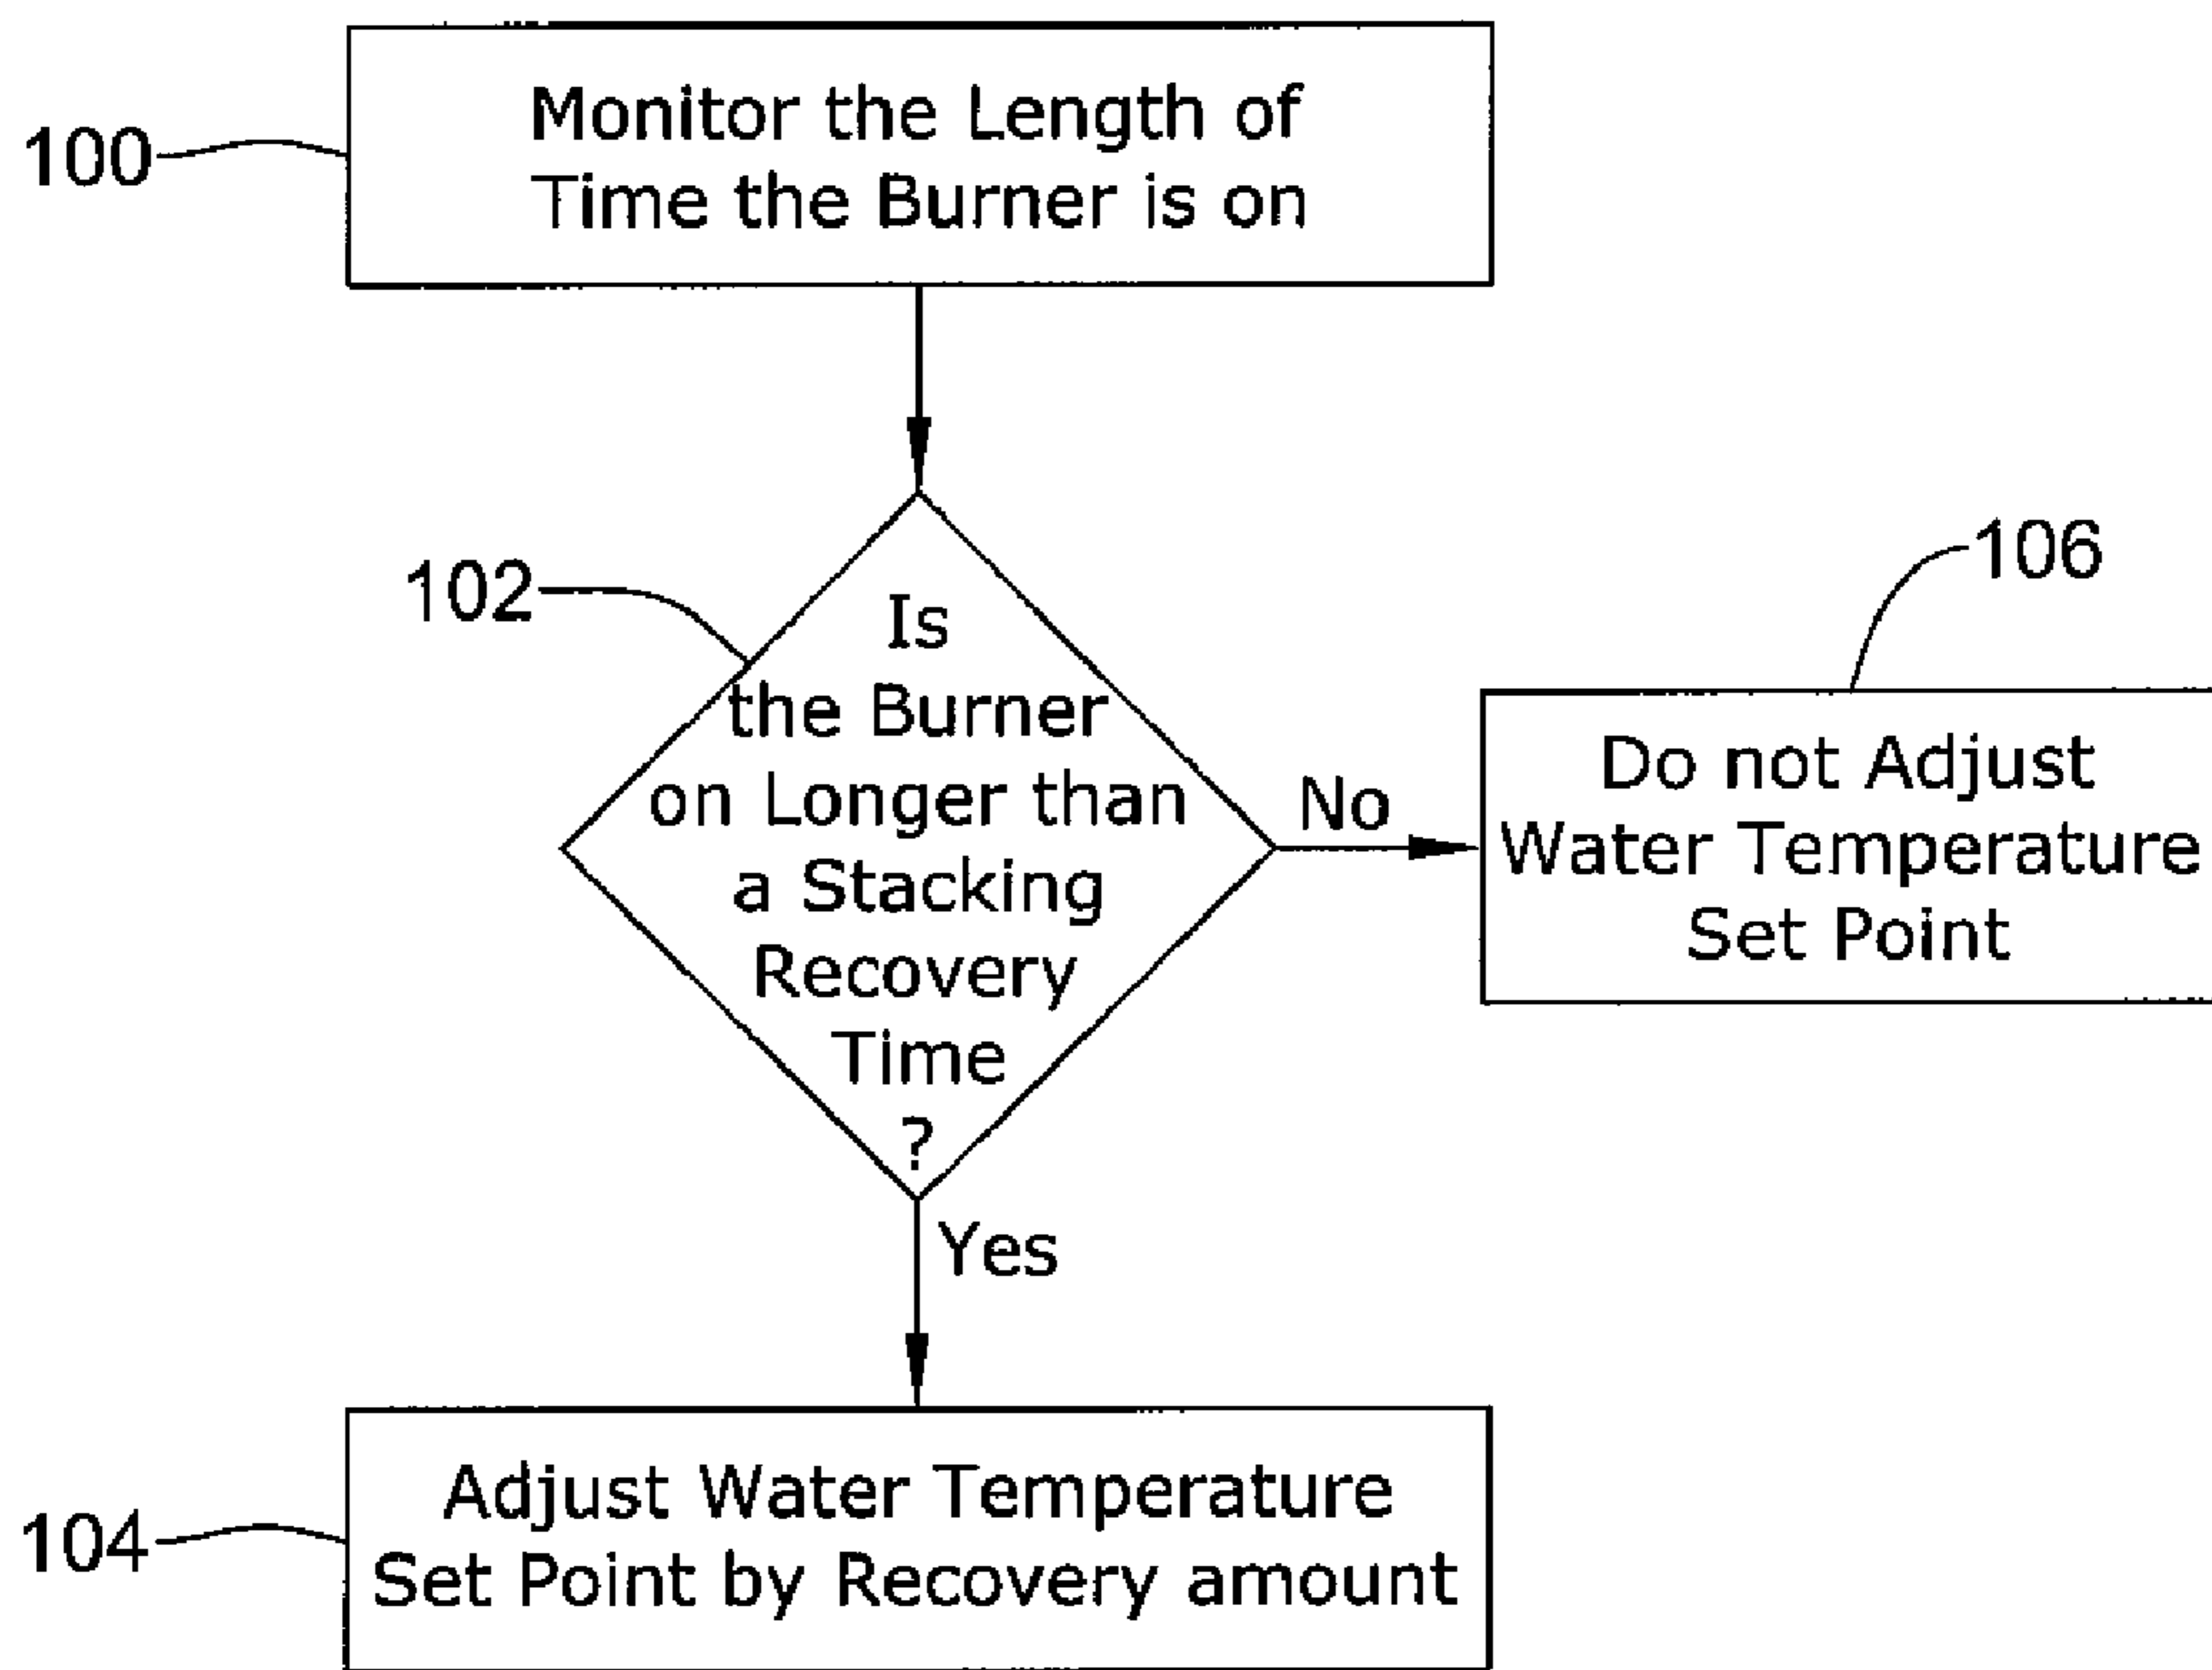 100
Monitor the Length of
Time the Burner is on
102
Is
the Burner
on Longer than
a Stacking
Recovery
Time
?
No
106
Do not Adjust
Water Temperature
Set Point
Yes
104
Adjust Water Temperature
Set Point by Recovery amount